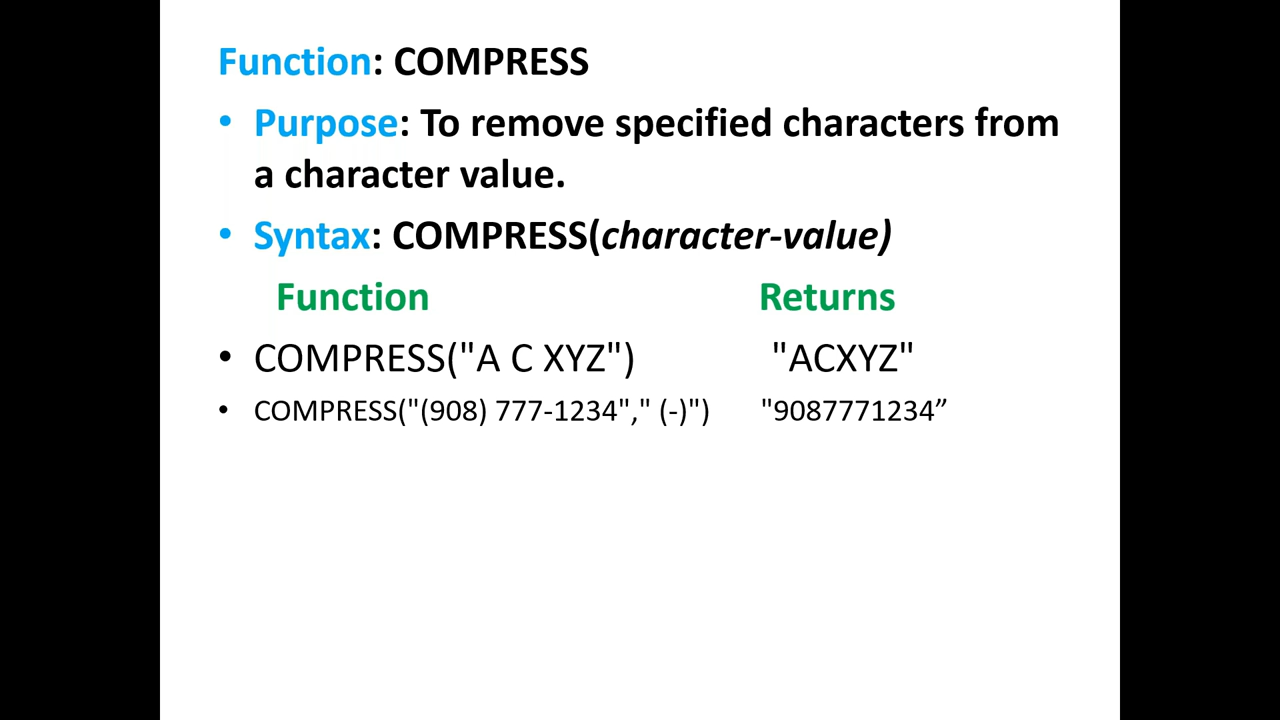 Function: COMPRESS
• Purpose: To remove specified characters from
a character value.
• Syntax: COMPRESS(character-value)
Function Returns
• COMPRESS("A C XYZ") "ACXYZ"
• COMPRESS("(908) 777-1234"," (-)") "9087771234”